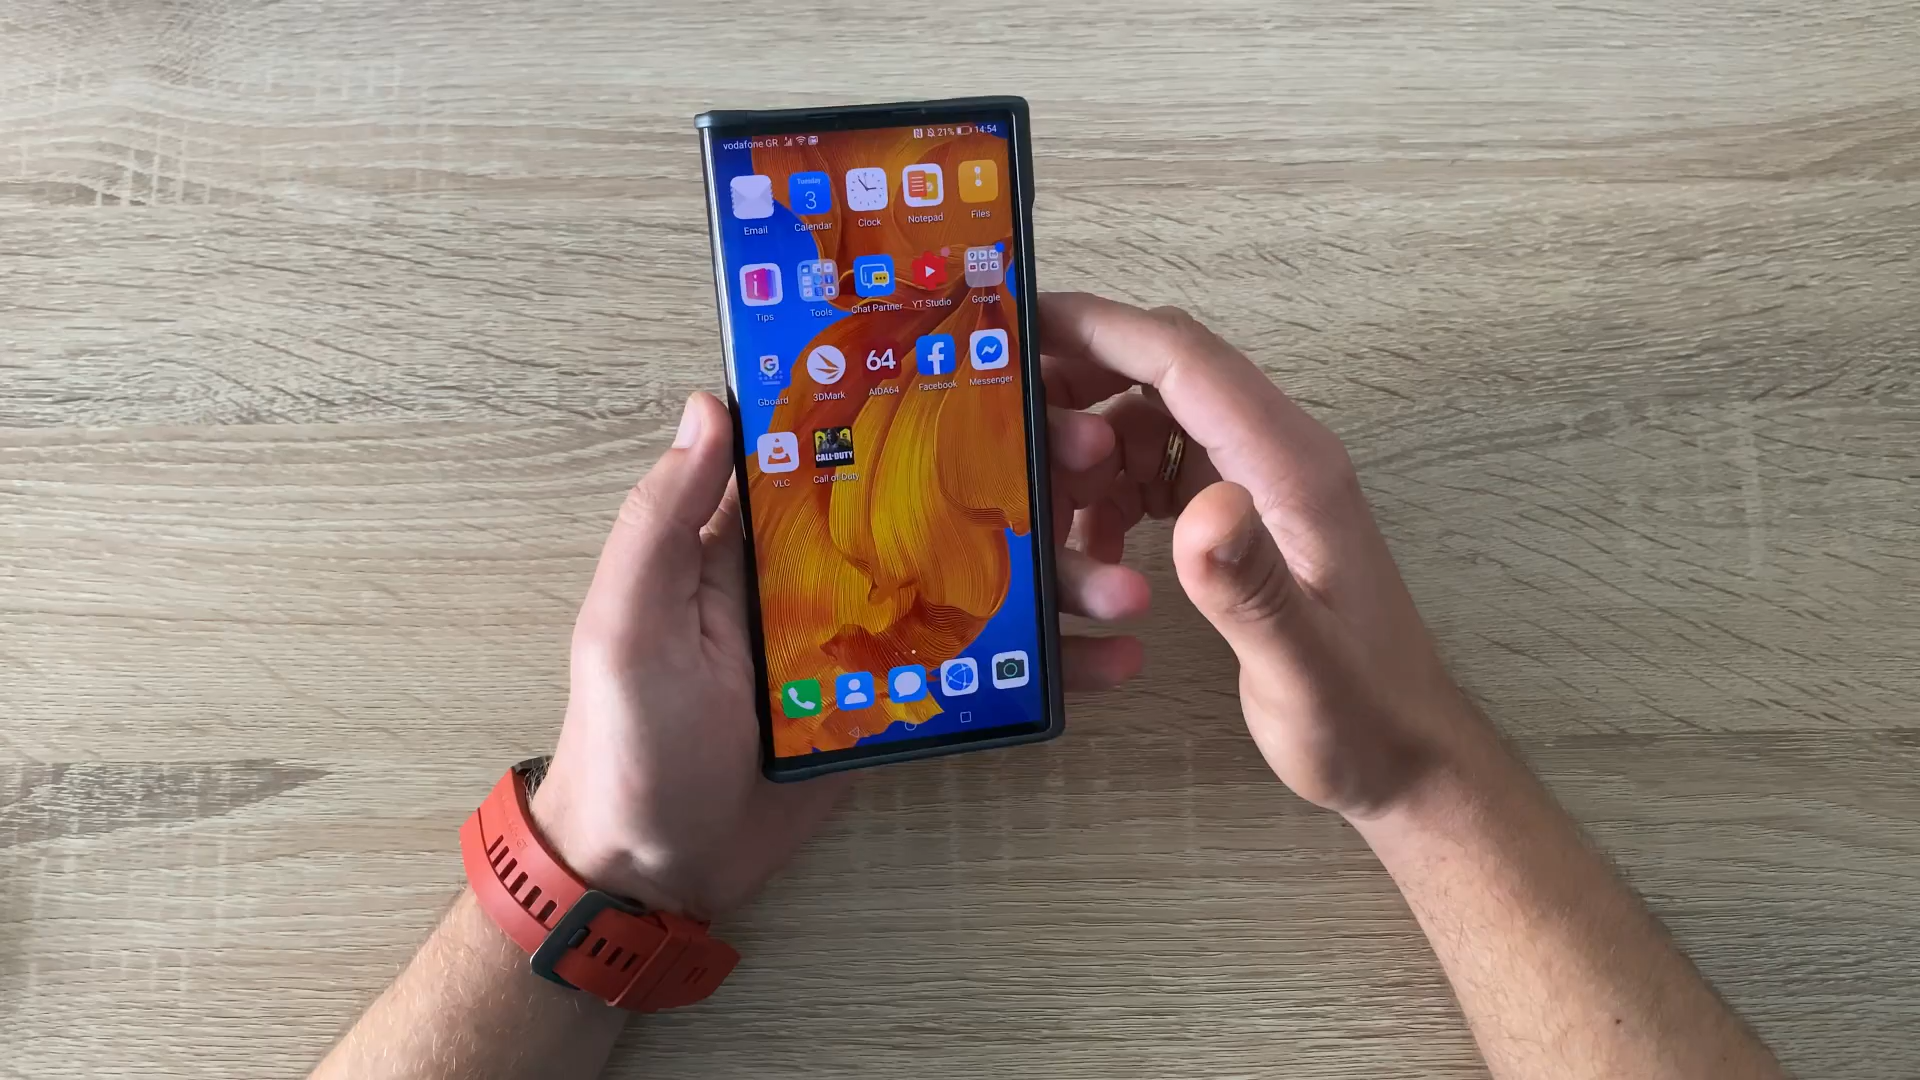 vodafone GR 21% 14:54
Tuesday
3
Email Calendar Clock Notepad Files
Tips Tools Chat Partner YT Studio Google
64
Gboard 3DMark AIDA64 Facebook Messenger
CALL OF DUTY
VLC Call of Duty